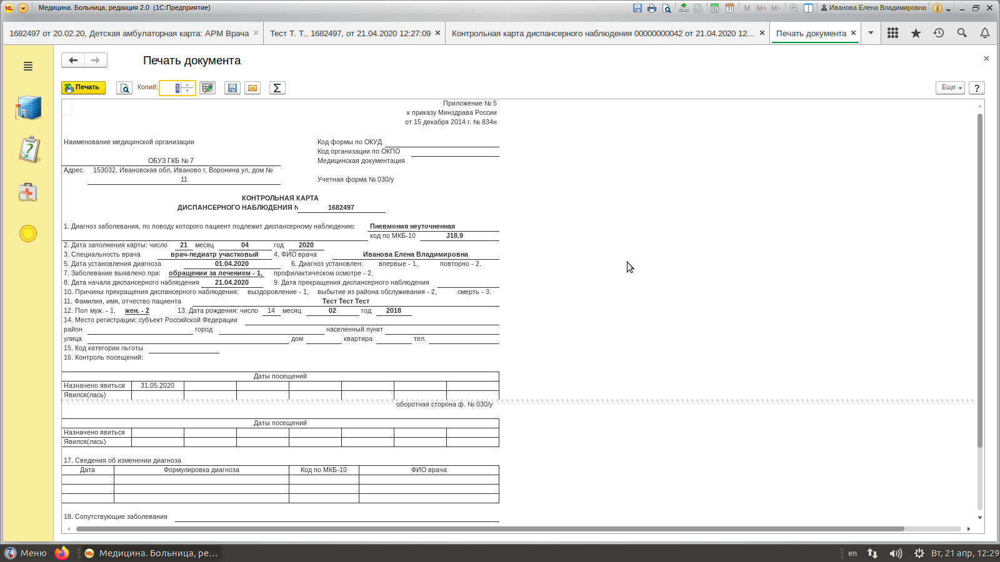 Медицина. Больница, редакция 2.0 (1С:Предприятие)
M M+ M-
Иванова Елена Владимировна
1682497 от 20.02.20, Детская амбулаторная карта: АРМ Врача
Тест Т. Т., 1682497, от 21.04.2020 12:27:09
Контрольная карта диспансерного наблюдения 00000000042 от 21.04.2020 12...
Печать документа
Печать документа
Печать
Копий: 1
Еще
?
Приложение № 5
к приказу Минздрава России
от 15 декабря 2014 г. № 834н
Наименование медицинской организации Код формы по ОКУД
Код организации по ОКПО
ОБУЗ ГКБ № 7 Медицинская документация
Адрес 153032, Ивановская обл, Иваново г, Воронина ул, дом №
11 Учетная форма № 030/у
КОНТРОЛЬНАЯ КАРТА
ДИСПАНСЕРНОГО НАБЛЮДЕНИЯ 1682497
1. Диагноз заболевания, по поводу которого пациент подлежит диспансерному наблюдению: Пневмония неуточненная
код по МКБ-10 J18.9
2. Дата заполнения карты: число 21 месяц 04 год 2020
3. Специальность врача врач-педиатр участковый 4. ФИО врача Иванова Елена Владимировна
5. Дата установления диагноза 01.04.2020 6. Диагноз установлен: впервые - 1, повторно - 2.
7. Заболевание выявлено при: обращении за лечением - 1, профилактическом осмотре - 2.
8. Дата начала диспансерного наблюдения 21.04.2020 9. Дата прекращения диспансерного наблюдения
10. Причины прекращения диспансерного наблюдения: выздоровление - 1, выбытие из района обслуживания - 2, смерть - 3.
11. Фамилия, имя, отчество пациента Тест Тест Тест
12. Пол муж. - 1, жен. - 2 13. Дата рождения: число 14 месяц 02 год 2018
14. Место регистрации: субъект Российской Федерации
район город населенный пункт
улица дом квартира тел.
15. Код категории льготы
16. Контроль посещений:
Даты посещений
Назначено явиться 31.05.2020
Явился(лась)
оборотная сторона ф. № 030/у
Даты посещений
Назначено явиться
Явился(лась)
17. Сведения об изменении диагноза
Дата Формулировка диагноза Код по МКБ-10 ФИО врача
18. Сопутствующие заболевания
Меню
Медицина. Больница, ре...
en
Вт, 21 апр, 12:29